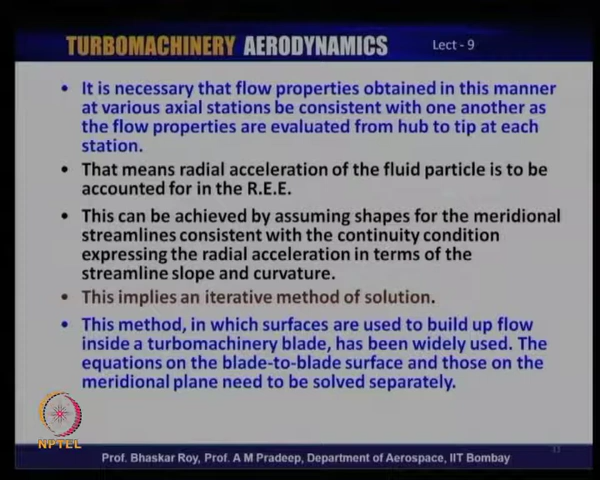 TURBOMACHINERY AERODYNAMICS Lect - 9
• It is necessary that flow properties obtained in this manner
at various axial stations be consistent with one another as
the flow properties are evaluated from hub to tip at each
station.
• That means radial acceleration of the fluid particle is to be
accounted for in the R.E.E.
• This can be achieved by assuming shapes for the meridional
streamlines consistent with the continuity condition
expressing the radial acceleration in terms of the
streamline slope and curvature.
• This implies an iterative method of solution.
• This method, in which surfaces are used to build up flow
inside a turbomachinery blade, has been widely used. The
equations on the blade-to-blade surface and those on the
meridional plane need to be solved separately.
NPTEL
Prof. Bhaskar Roy, Prof. A M Pradeep, Department of Aerospace, IIT Bombay